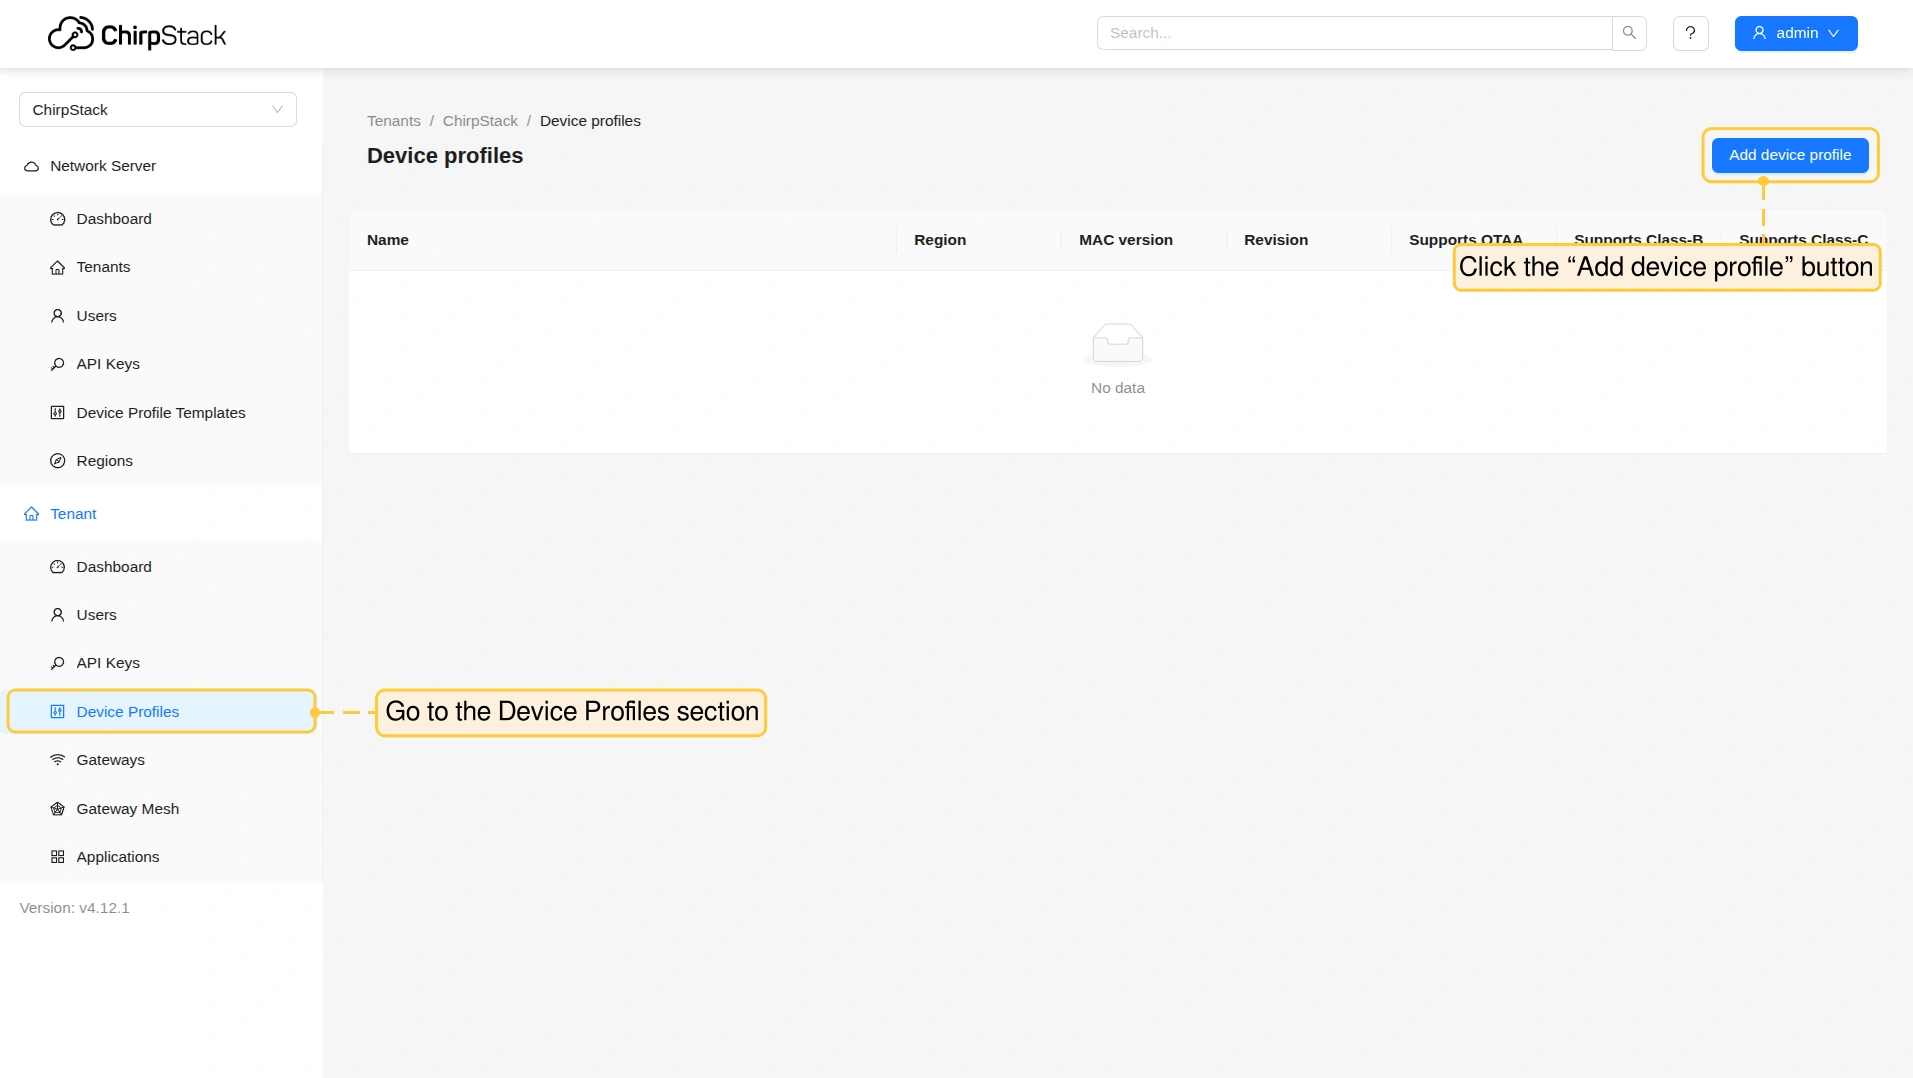 ChirpStack
Search...
?
admin
ChirpStack
Network Server
Dashboard
Tenants
Users
API Keys
Device Profile Templates
Regions
Tenant
Dashboard
Users
API Keys
Device Profiles
Gateways
Gateway Mesh
Applications
Version: v4.12.1
Tenants / ChirpStack / Device profiles
Device profiles
Add device profile
Name Region MAC version Revision Supports OTAA Supports Class-B Supports Class-C
Click the “Add device profile” button
No data
Go to the Device Profiles section